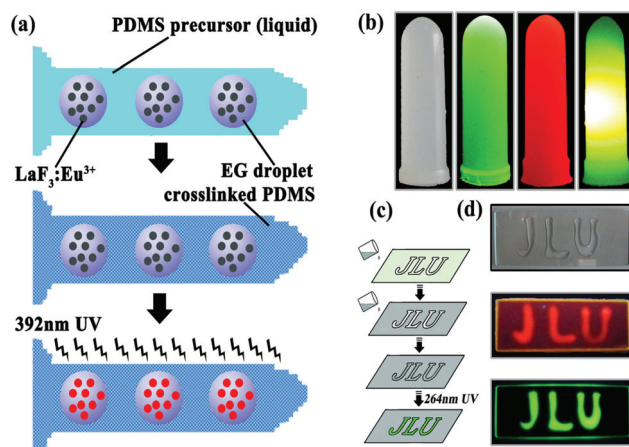 (a)
PDMS precursor (liquid)
LaF₃:Eu³⁺
EG droplet
crosslinked PDMS
392nm UV
(b)
(c)
JLU
JLU
JLU
264nm UV
JLU
(d)
JLU
JLU
JLU